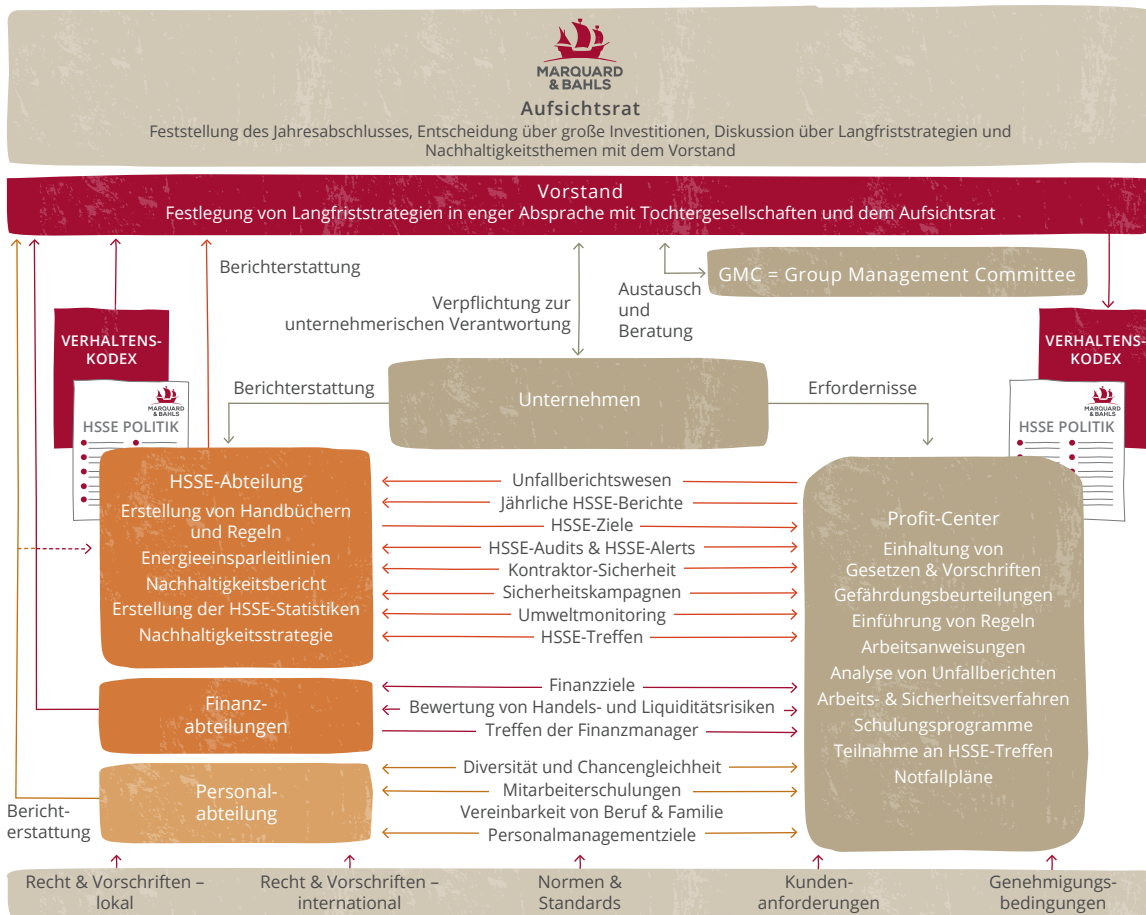 MARQUARD
& BAHLS
Aufsichtsrat
Feststellung des Jahresabschlusses, Entscheidung über große Investitionen, Diskussion über Langfriststrategien und
Nachhaltigkeitsthemen mit dem Vorstand
Vorstand
Festlegung von Langfriststrategien in enger Absprache mit Tochtergesellschaften und dem Aufsichtsrat
Berichterstattung
Verpflichtung zur
unternehmerischen Verantwortung
Austausch
und
Beratung
GMC = Group Management Committee
VERHALTENS-
KODEX
MARQUARD
& BAHLS
HSSE POLITIK
Berichterstattung
Unternehmen
Erfordernisse
VERHALTENS-
KODEX
MARQUARD
& BAHLS
HSSE POLITIK
HSSE-Abteilung
Erstellung von Handbüchern
und Regeln
Energieeinsparleitlinien
Nachhaltigkeitsbericht
Erstellung der HSSE-Statistiken
Nachhaltigkeitsstrategie
Unfallberichtswesen
Jährliche HSSE-Berichte
HSSE-Ziele
HSSE-Audits & HSSE-Alerts
Kontraktor-Sicherheit
Sicherheitskampagnen
Umweltmonitoring
HSSE-Treffen
Profit-Center
Einhaltung von
Gesetzen & Vorschriften
Gefährdungsbeurteilungen
Einführung von Regeln
Arbeitsanweisungen
Analyse von Unfallberichten
Arbeits- & Sicherheitsverfahren
Schulungsprogramme
Teilnahme an HSSE-Treffen
Notfallpläne
Finanz-
abteilungen
Finanzziele
Bewertung von Handels- und Liquiditätsrisiken
Treffen der Finanzmanager
Personal-
abteilung
Diversität und Chancengleichheit
Mitarbeiterschulungen
Vereinbarkeit von Beruf & Familie
Personalmanagementziele
Bericht-
erstattung
Recht & Vorschriften –
lokal
Recht & Vorschriften –
international
Normen &
Standards
Kunden-
anforderungen
Genehmigungs-
bedingungen